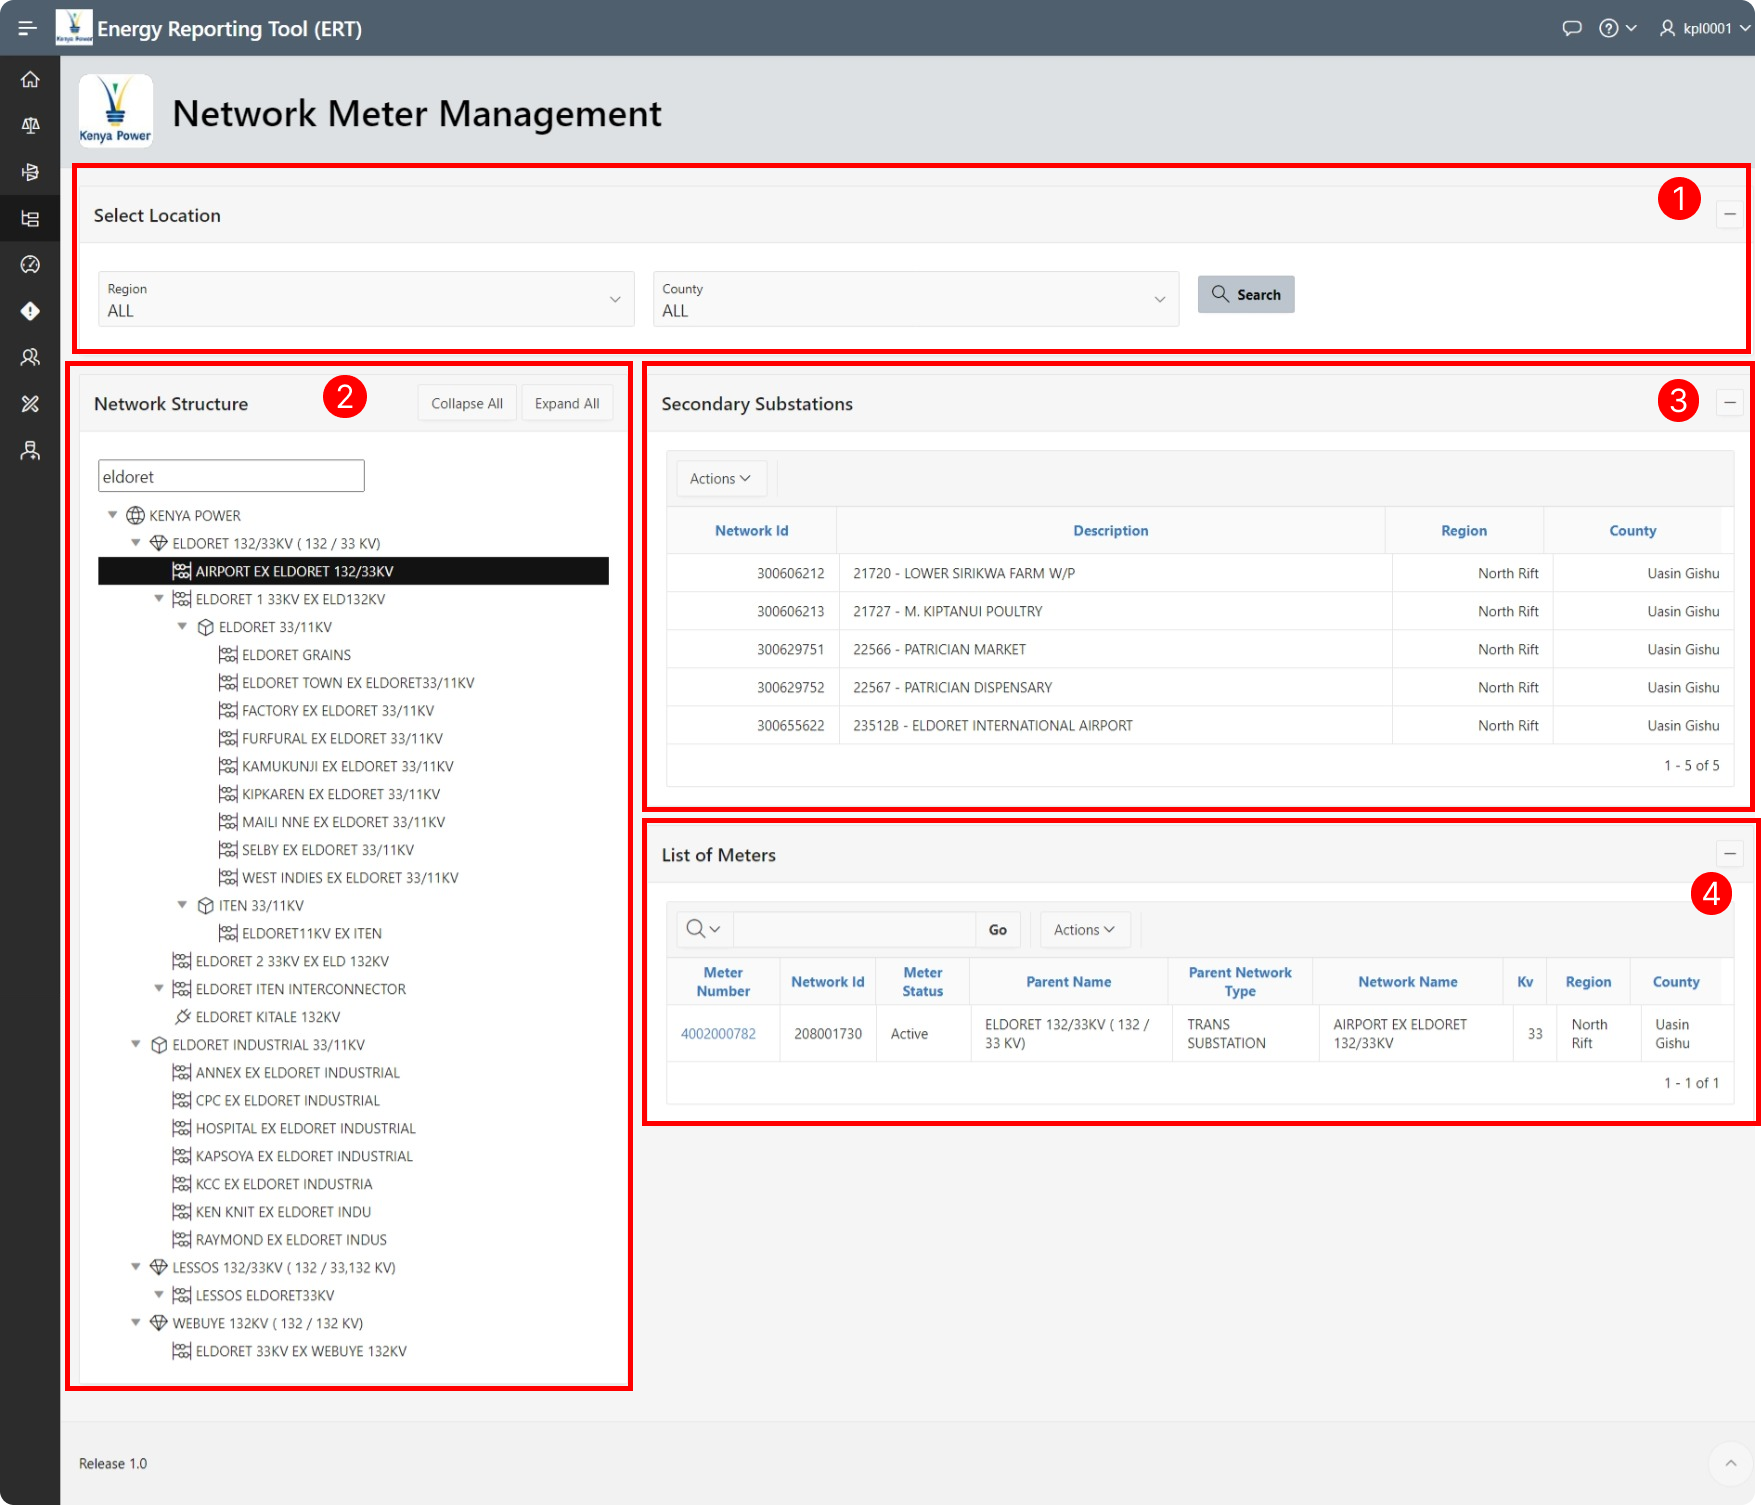 Kenya Power
Energy Reporting Tool (ERT)
kpl0001
Kenya Power
Network Meter Management
1
Select Location
Region
ALL
County
ALL
Search
2
Network Structure
Collapse All
Expand All
eldoret
KENYA POWER
ELDORET 132/33KV ( 132 / 33 KV)
AIRPORT EX ELDORET 132/33KV
ELDORET 1 33KV EX ELD132KV
ELDORET 33/11KV
ELDORET GRAINS
ELDORET TOWN EX ELDORET33/11KV
FACTORY EX ELDORET 33/11KV
FURFURAL EX ELDORET 33/11KV
KAMUKUNJI EX ELDORET 33/11KV
KIPKAREN EX ELDORET 33/11KV
MAILI NNE EX ELDORET 33/11KV
SELBY EX ELDORET 33/11KV
WEST INDIES EX ELDORET 33/11KV
ITEN 33/11KV
ELDORET11KV EX ITEN
ELDORET 2 33KV EX ELD 132KV
ELDORET ITEN INTERCONNECTOR
ELDORET KITALE 132KV
ELDORET INDUSTRIAL 33/11KV
ANNEX EX ELDORET INDUSTRIAL
CPC EX ELDORET INDUSTRIAL
HOSPITAL EX ELDORET INDUSTRIAL
KAPSOYA EX ELDORET INDUSTRIAL
KCC EX ELDORET INDUSTRIA
KEN KNIT EX ELDORET INDU
RAYMOND EX ELDORET INDUS
LESSOS 132/33KV ( 132 / 33,132 KV)
LESSOS ELDORET33KV
WEBUYE 132KV ( 132 / 132 KV)
ELDORET 33KV EX WEBUYE 132KV
3
Secondary Substations
Actions
Network Id Description Region County
300606212 21720 - LOWER SIRIKWA FARM W/P North Rift Uasin Gishu
300606213 21727 - M. KIPTANUI POULTRY North Rift Uasin Gishu
300629751 22566 - PATRICIAN MARKET North Rift Uasin Gishu
300629752 22567 - PATRICIAN DISPENSARY North Rift Uasin Gishu
300655622 23512B - ELDORET INTERNATIONAL AIRPORT North Rift Uasin Gishu
1 - 5 of 5
List of Meters
4
Go
Actions
Meter
Number
Network Id
Meter
Status
Parent Name
Parent Network
Type
Network Name
Kv
Region
County
4002000782
208001730
Active
ELDORET 132/33KV ( 132 /
33 KV)
TRANS
SUBSTATION
AIRPORT EX ELDORET
132/33KV
33
North
Rift
Uasin
Gishu
1 - 1 of 1
Release 1.0